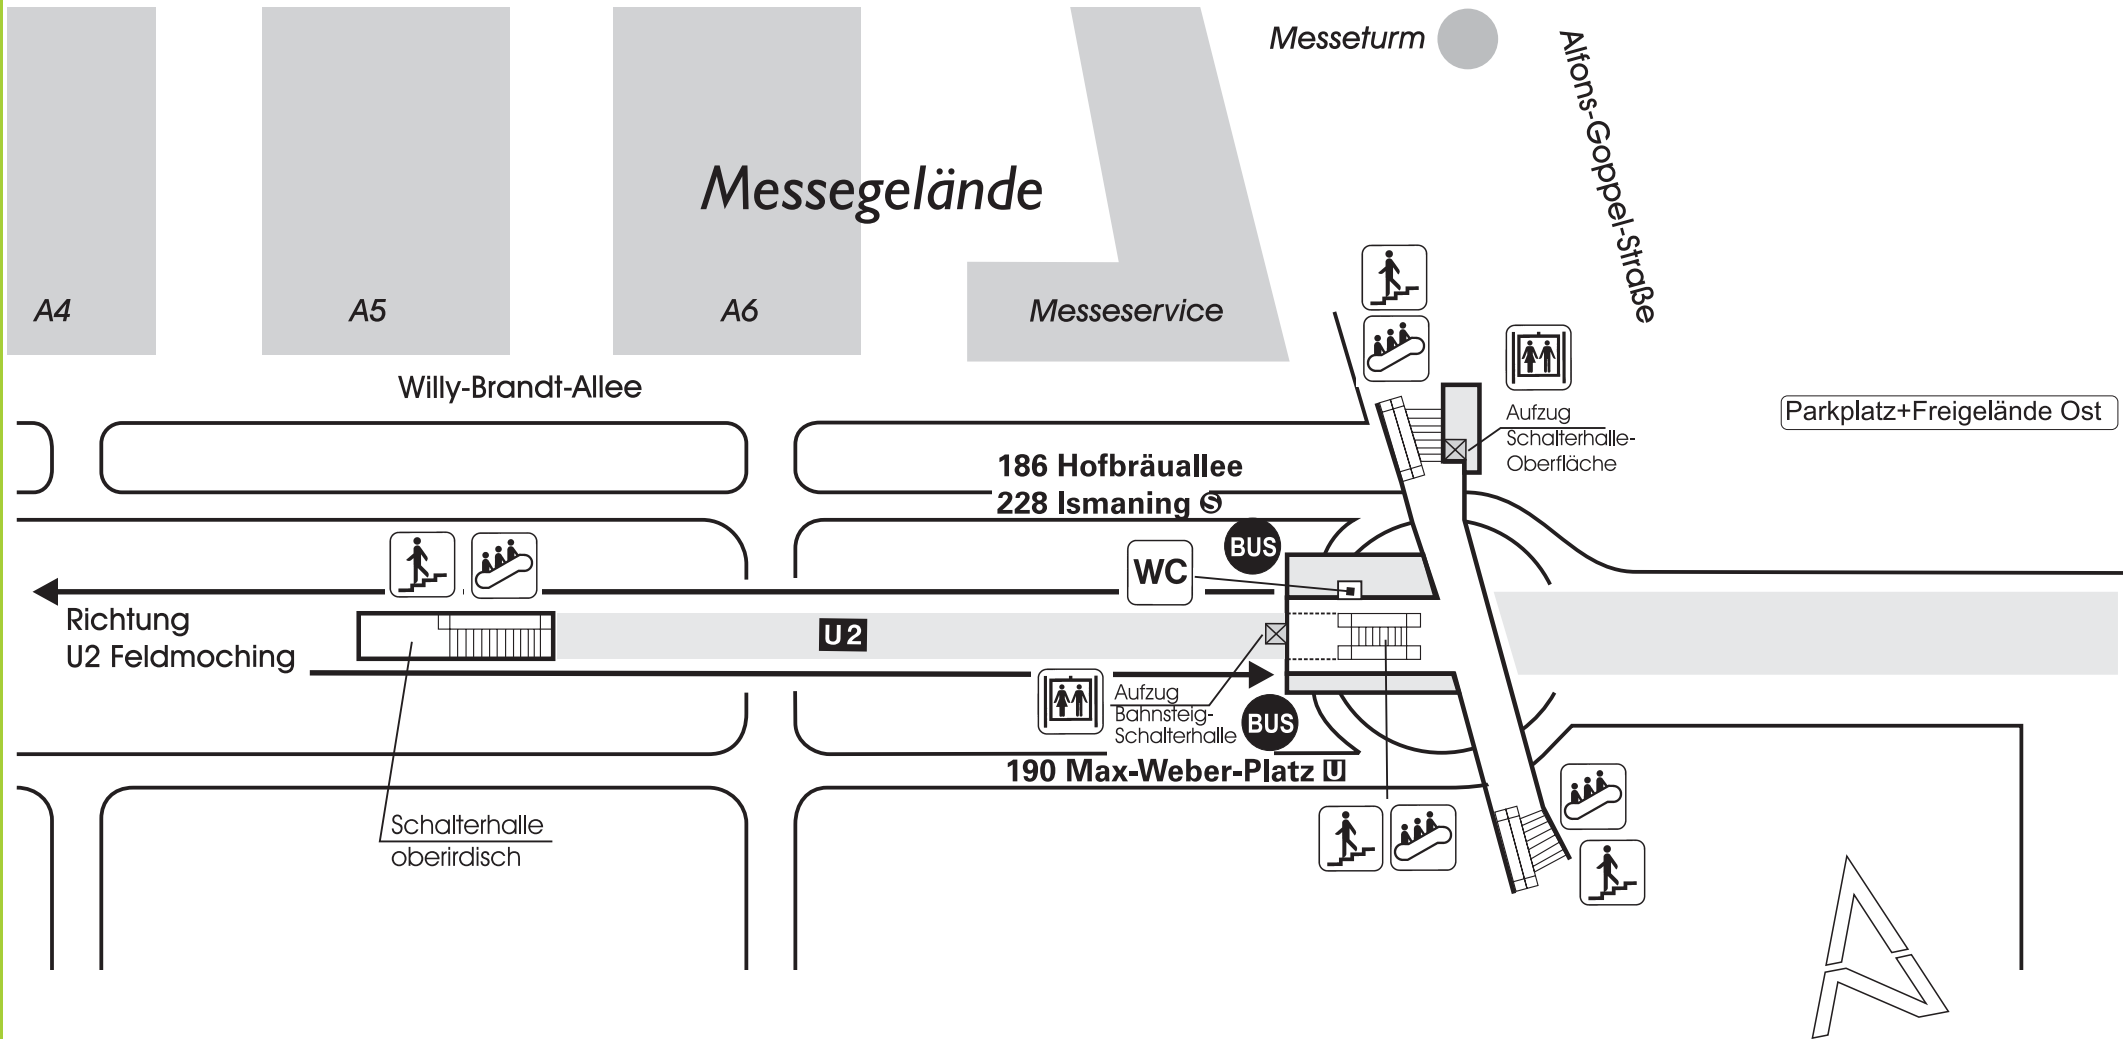 Messeturm
Alfons-Goppel-Straße
Messegelände
A4
A5
A6
Messeservice
Willy-Brandt-Allee
Aufzug
Schalterhalle-
Oberfläche
Parkplatz+Freigelände Ost
186 Hofbräuallee
228 Ismaning S
BUS
WC
Richtung
U2 Feldmoching
U2
Aufzug
Bahnsteig-
Schalterhalle
BUS
190 Max-Weber-Platz U
Schalterhalle
oberirdisch